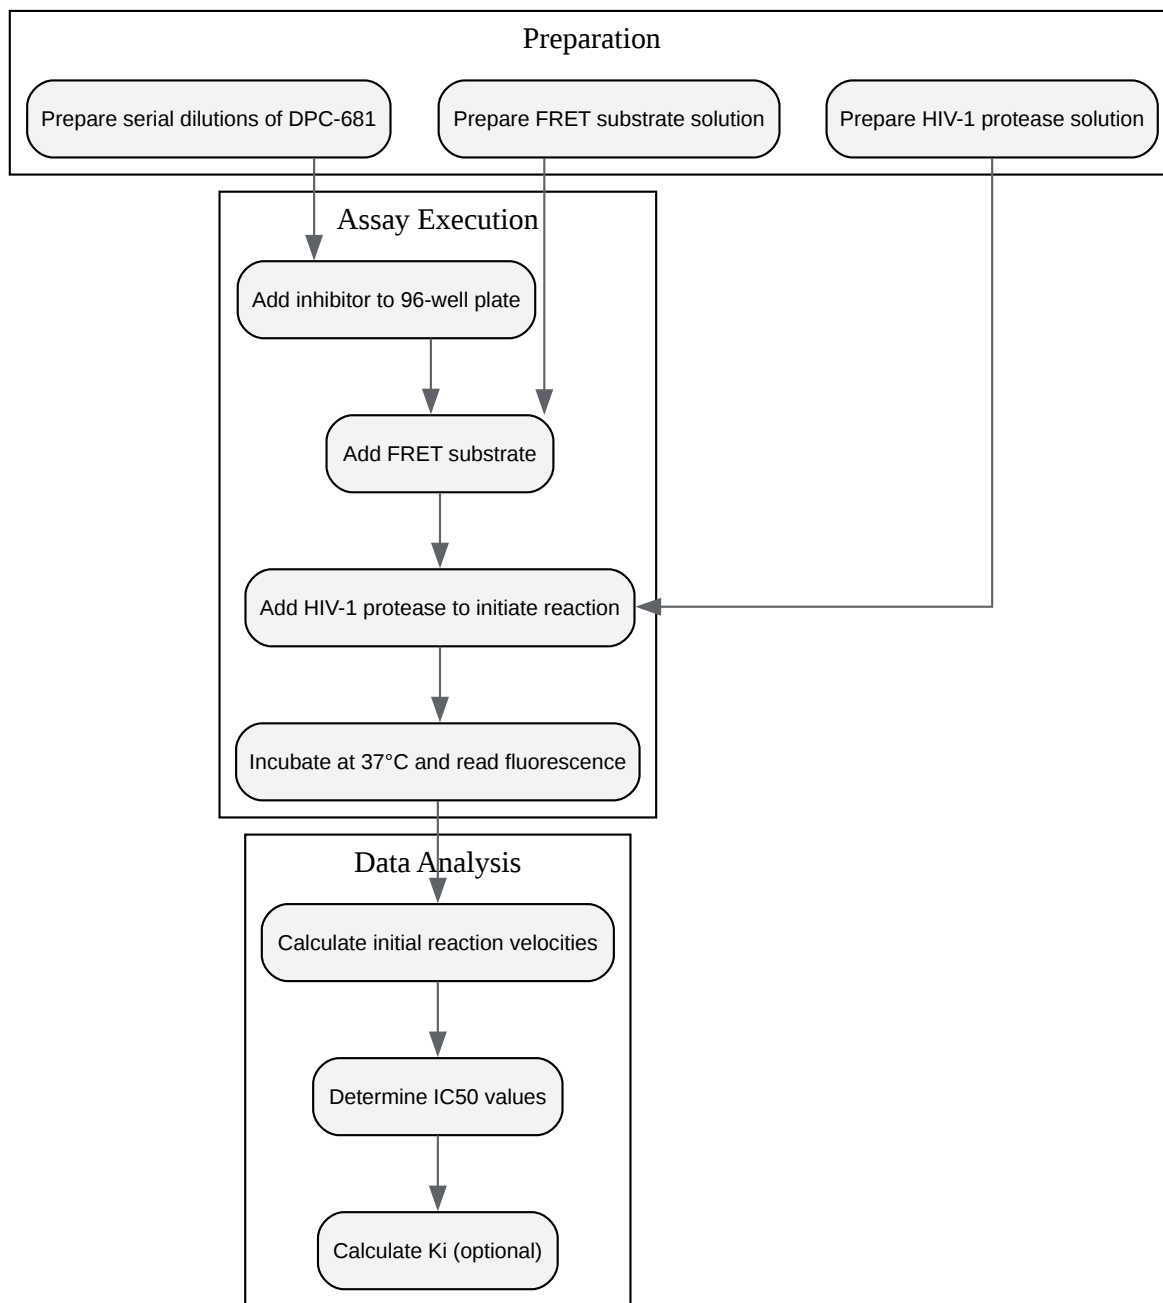 Preparation
Prepare serial dilutions of DPC-681
Prepare FRET substrate solution
Prepare HIV-1 protease solution
Assay Execution
Add inhibitor to 96-well plate
Add FRET substrate
Add HIV-1 protease to initiate reaction
Incubate at 37°C and read fluorescence
Data Analysis
Calculate initial reaction velocities
Determine IC50 values
Calculate Ki (optional)